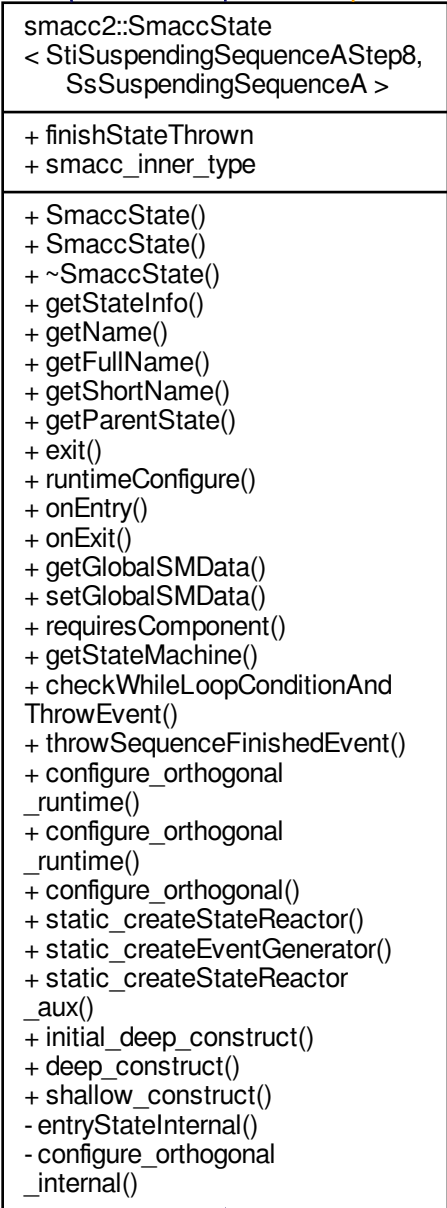 smacc2::SmaccState
< StiSuspendingSequenceAStep8,
SsSuspendingSequenceA >
+ finishStateThrown
+ smacc_inner_type
+ SmaccState()
+ SmaccState()
+ ~SmaccState()
+ getStateInfo()
+ getName()
+ getFullName()
+ getShortName()
+ getParentState()
+ exit()
+ runtimeConfigure()
+ onEntry()
+ onExit()
+ getGlobalSMData()
+ setGlobalSMData()
+ requiresComponent()
+ getStateMachine()
+ checkWhileLoopConditionAnd
ThrowEvent()
+ throwSequenceFinishedEvent()
+ configure_orthogonal
_runtime()
+ configure_orthogonal
_runtime()
+ configure_orthogonal()
+ static_createStateReactor()
+ static_createEventGenerator()
+ static_createStateReactor
_aux()
+ initial_deep_construct()
+ deep_construct()
+ shallow_construct()
- entryStateInternal()
- configure_orthogonal
_internal()